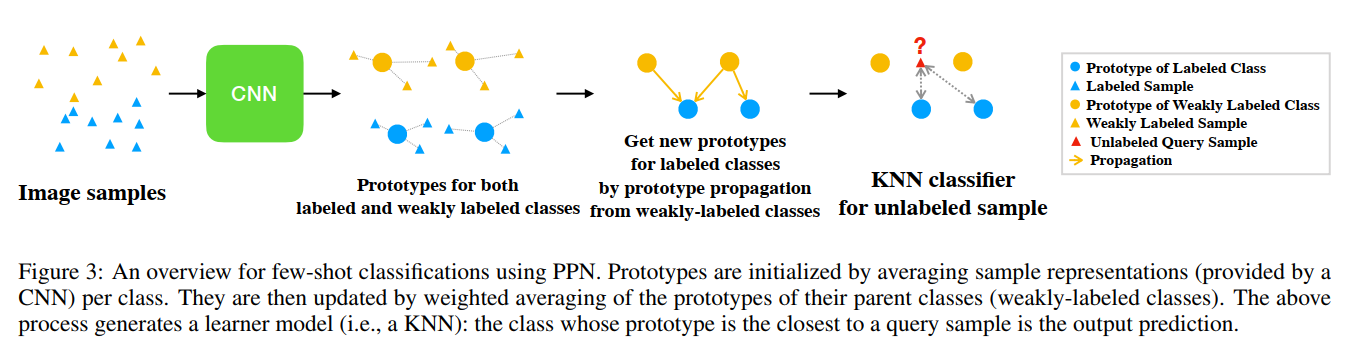 CNN
Image samples
Prototypes for both
labeled and weakly labeled classes
Get new prototypes
for labeled classes
by prototype propagation
from weakly-labeled classes
?
KNN classifier
for unlabeled sample
Prototype of Labeled Class
Labeled Sample
Prototype of Weakly Labeled Class
Weakly Labeled Sample
Unlabeled Query Sample
Propagation
Figure 3: An overview for few-shot classifications using PPN. Prototypes are initialized by averaging sample representations (provided by a
CNN) per class. They are then updated by weighted averaging of the prototypes of their parent classes (weakly-labeled classes). The above
process generates a learner model (i.e., a KNN): the class whose prototype is the closest to a query sample is the output prediction.